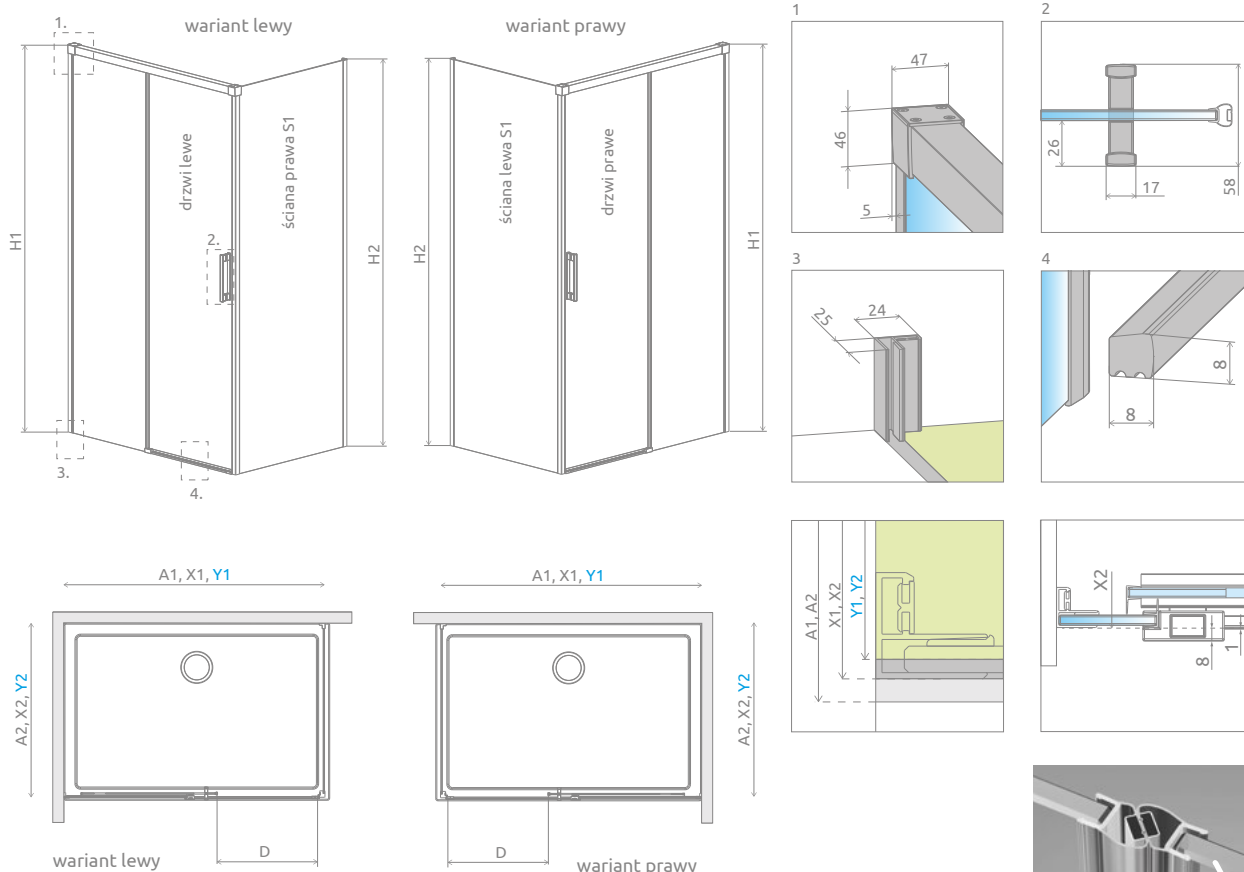 wariant lewy
wariant prawy
1.
H1
drzwi lewe
ściana prawa S1
2.
H2
3.
4.
H2
ściana lewa S1
drzwi prawe
H1
1
47
46
5
2
26
17
58
3
25
24
4
8
8
A1, X1, Y1
A2, X2, Y2
D
wariant lewy
A1, X1, Y1
A2, X2, Y2
D
wariant prawy
A1, A2
X1, X2
Y1, Y2
X2
8
1